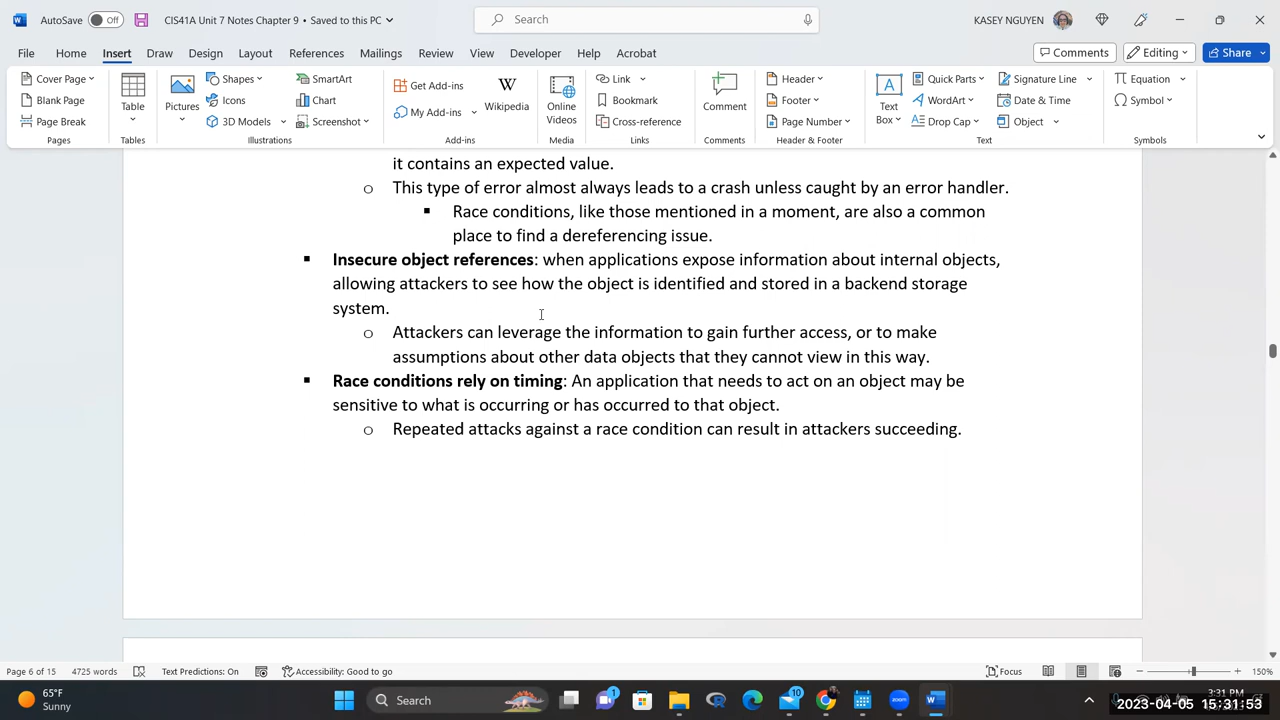 AutoSave Off CIS41A Unit 7 Notes Chapter 9 • Saved to this PC Search KASEY NGUYEN
File Home Insert Draw Design Layout References Mailings Review View Developer Help Acrobat Comments Editing Share
Cover Page
Blank Page
Page Break
Pages
Table
Tables
Pictures
Shapes
Icons
3D Models
SmartArt
Chart
Screenshot
Illustrations
Get Add-ins
My Add-ins
W
Wikipedia
Add-ins
Online
Videos
Media
Link
Bookmark
Cross-reference
Links
Comment
Comments
Header
Footer
Page Number
Header & Footer
Text
Box
Quick Parts
WordArt
Drop Cap
Signature Line
Date & Time
Object
Text
Equation
Symbol
Symbols
it contains an expected value.
o This type of error almost always leads to a crash unless caught by an error handler.
▪ Race conditions, like those mentioned in a moment, are also a common
place to find a dereferencing issue.
▪ Insecure object references: when applications expose information about internal objects,
allowing attackers to see how the object is identified and stored in a backend storage
system.
o Attackers can leverage the information to gain further access, or to make
assumptions about other data objects that they cannot view in this way.
▪ Race conditions rely on timing: An application that needs to act on an object may be
sensitive to what is occurring or has occurred to that object.
o Repeated attacks against a race condition can result in attackers succeeding.
Page 6 of 15 4725 words Text Predictions: On Accessibility: Good to go Focus 150%
65°F
Sunny
Search
1
10
3:31 PM
2023-04-05 15:31:53